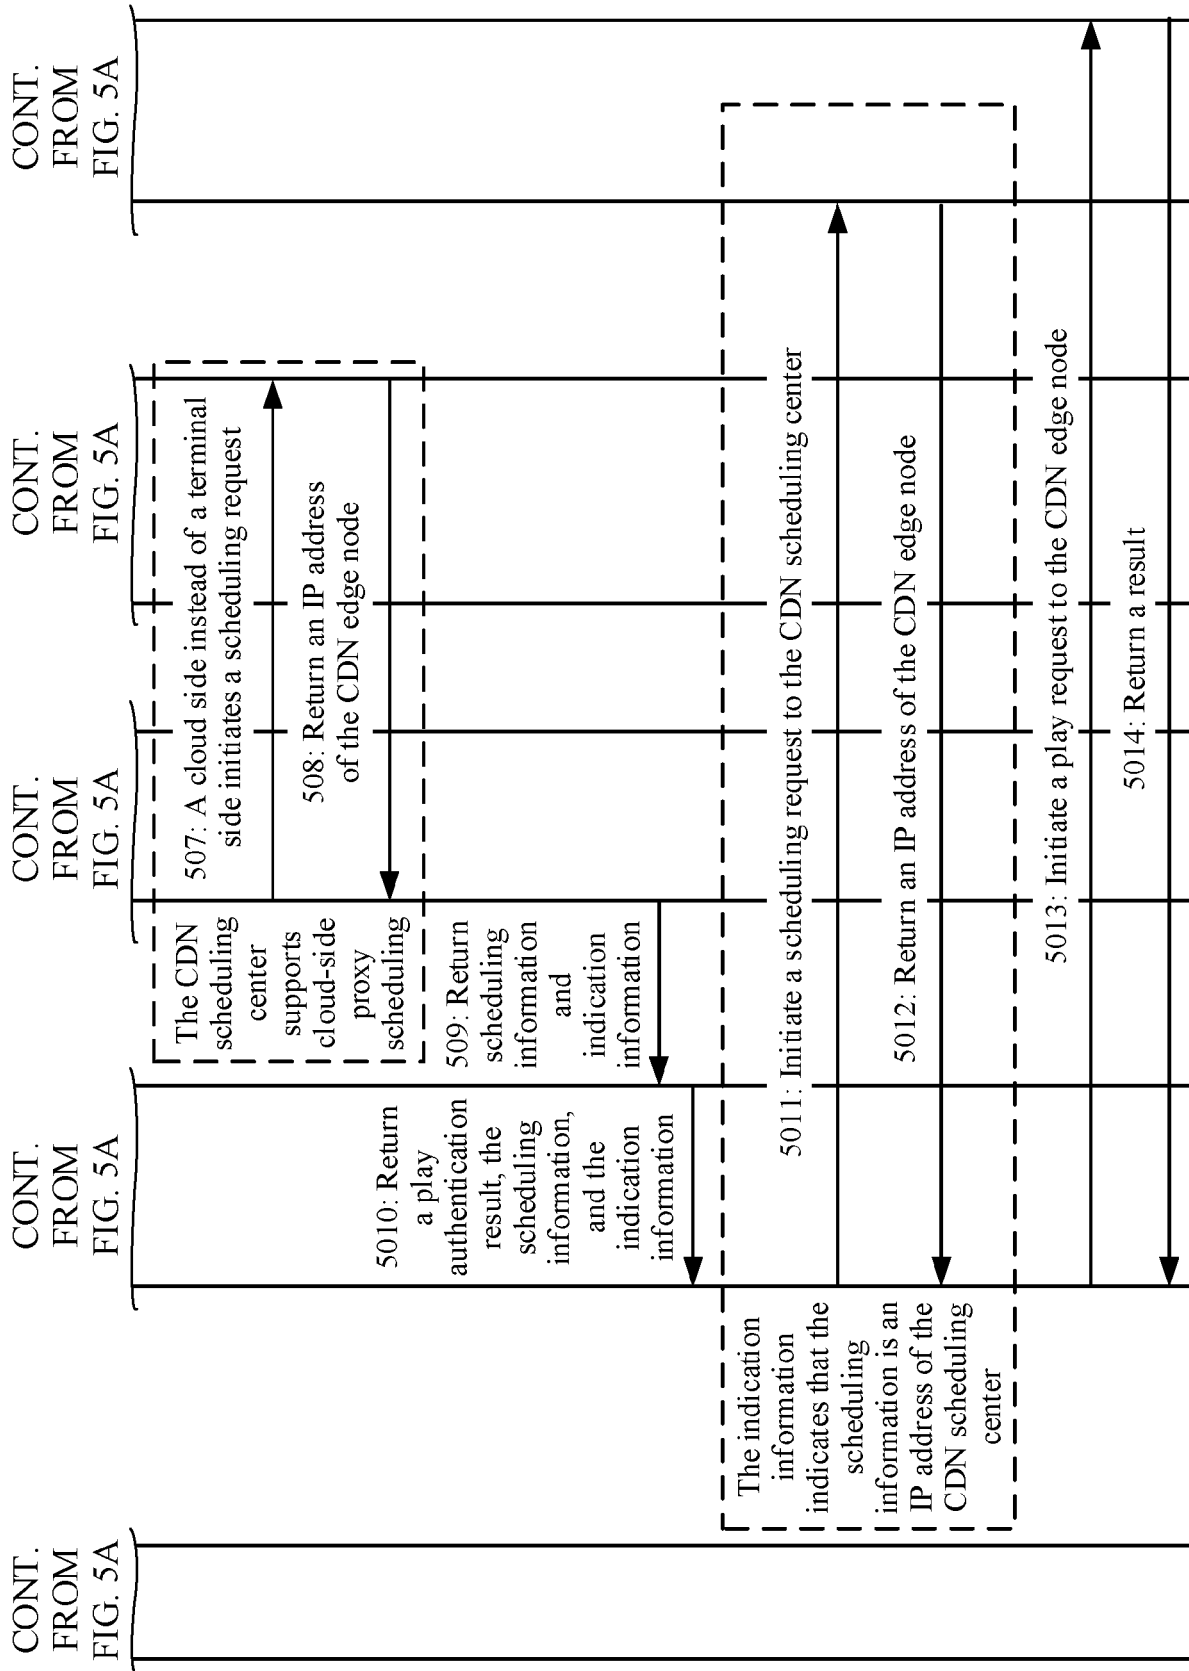 CONT.
FROM
FIG. 5A
CONT.
FROM
FIG. 5A
CONT.
FROM
FIG. 5A
CONT.
FROM
FIG. 5A
CONT.
FROM
FIG. 5A
The CDN
scheduling
center
supports
cloud-side
proxy
scheduling
507: A cloud side instead of a terminal
side initiates a scheduling request
508: Return an IP address
of the CDN edge node
509: Return
scheduling
information
and
indication
information
5010: Return
a play
authentication
result, the
scheduling
information,
and the
indication
information
The indication
information
indicates that the
scheduling
information is an
IP address of the
CDN scheduling
center
5011: Initiate a scheduling request to the CDN scheduling center
5012: Return an IP address of the CDN edge node
5013: Initiate a play request to the CDN edge node
5014: Return a result